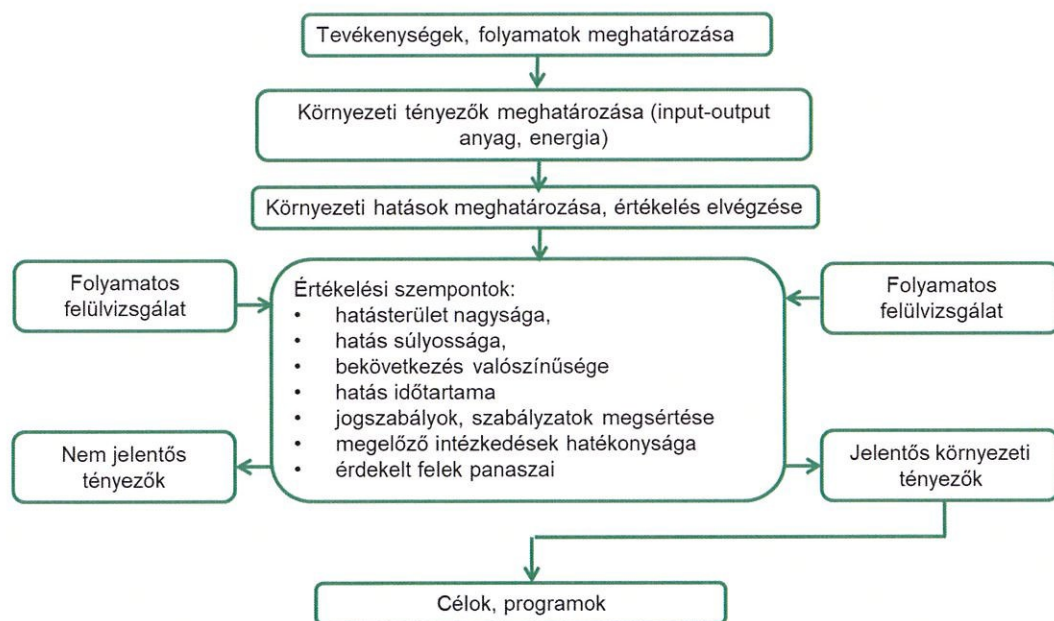 Tevékenységek, folyamatok meghatározása
Környezeti tényezők meghatározása (input-output
anyag, energia)
Környezeti hatások meghatározása, értékelés elvégzése
Folyamatos
felülvizsgálat
Értékelési szempontok:
• hatásterület nagysága,
• hatás súlyossága,
• bekövetkezés valószínűsége
• hatás időtartama
• jogszabályok, szabályzatok megsértése
• megelőző intézkedések hatékonysága
• érdekelt felek panaszai
Folyamatos
felülvizsgálat
Nem jelentős
tényezők
Jelentős környezeti
tényezők
Célok, programok